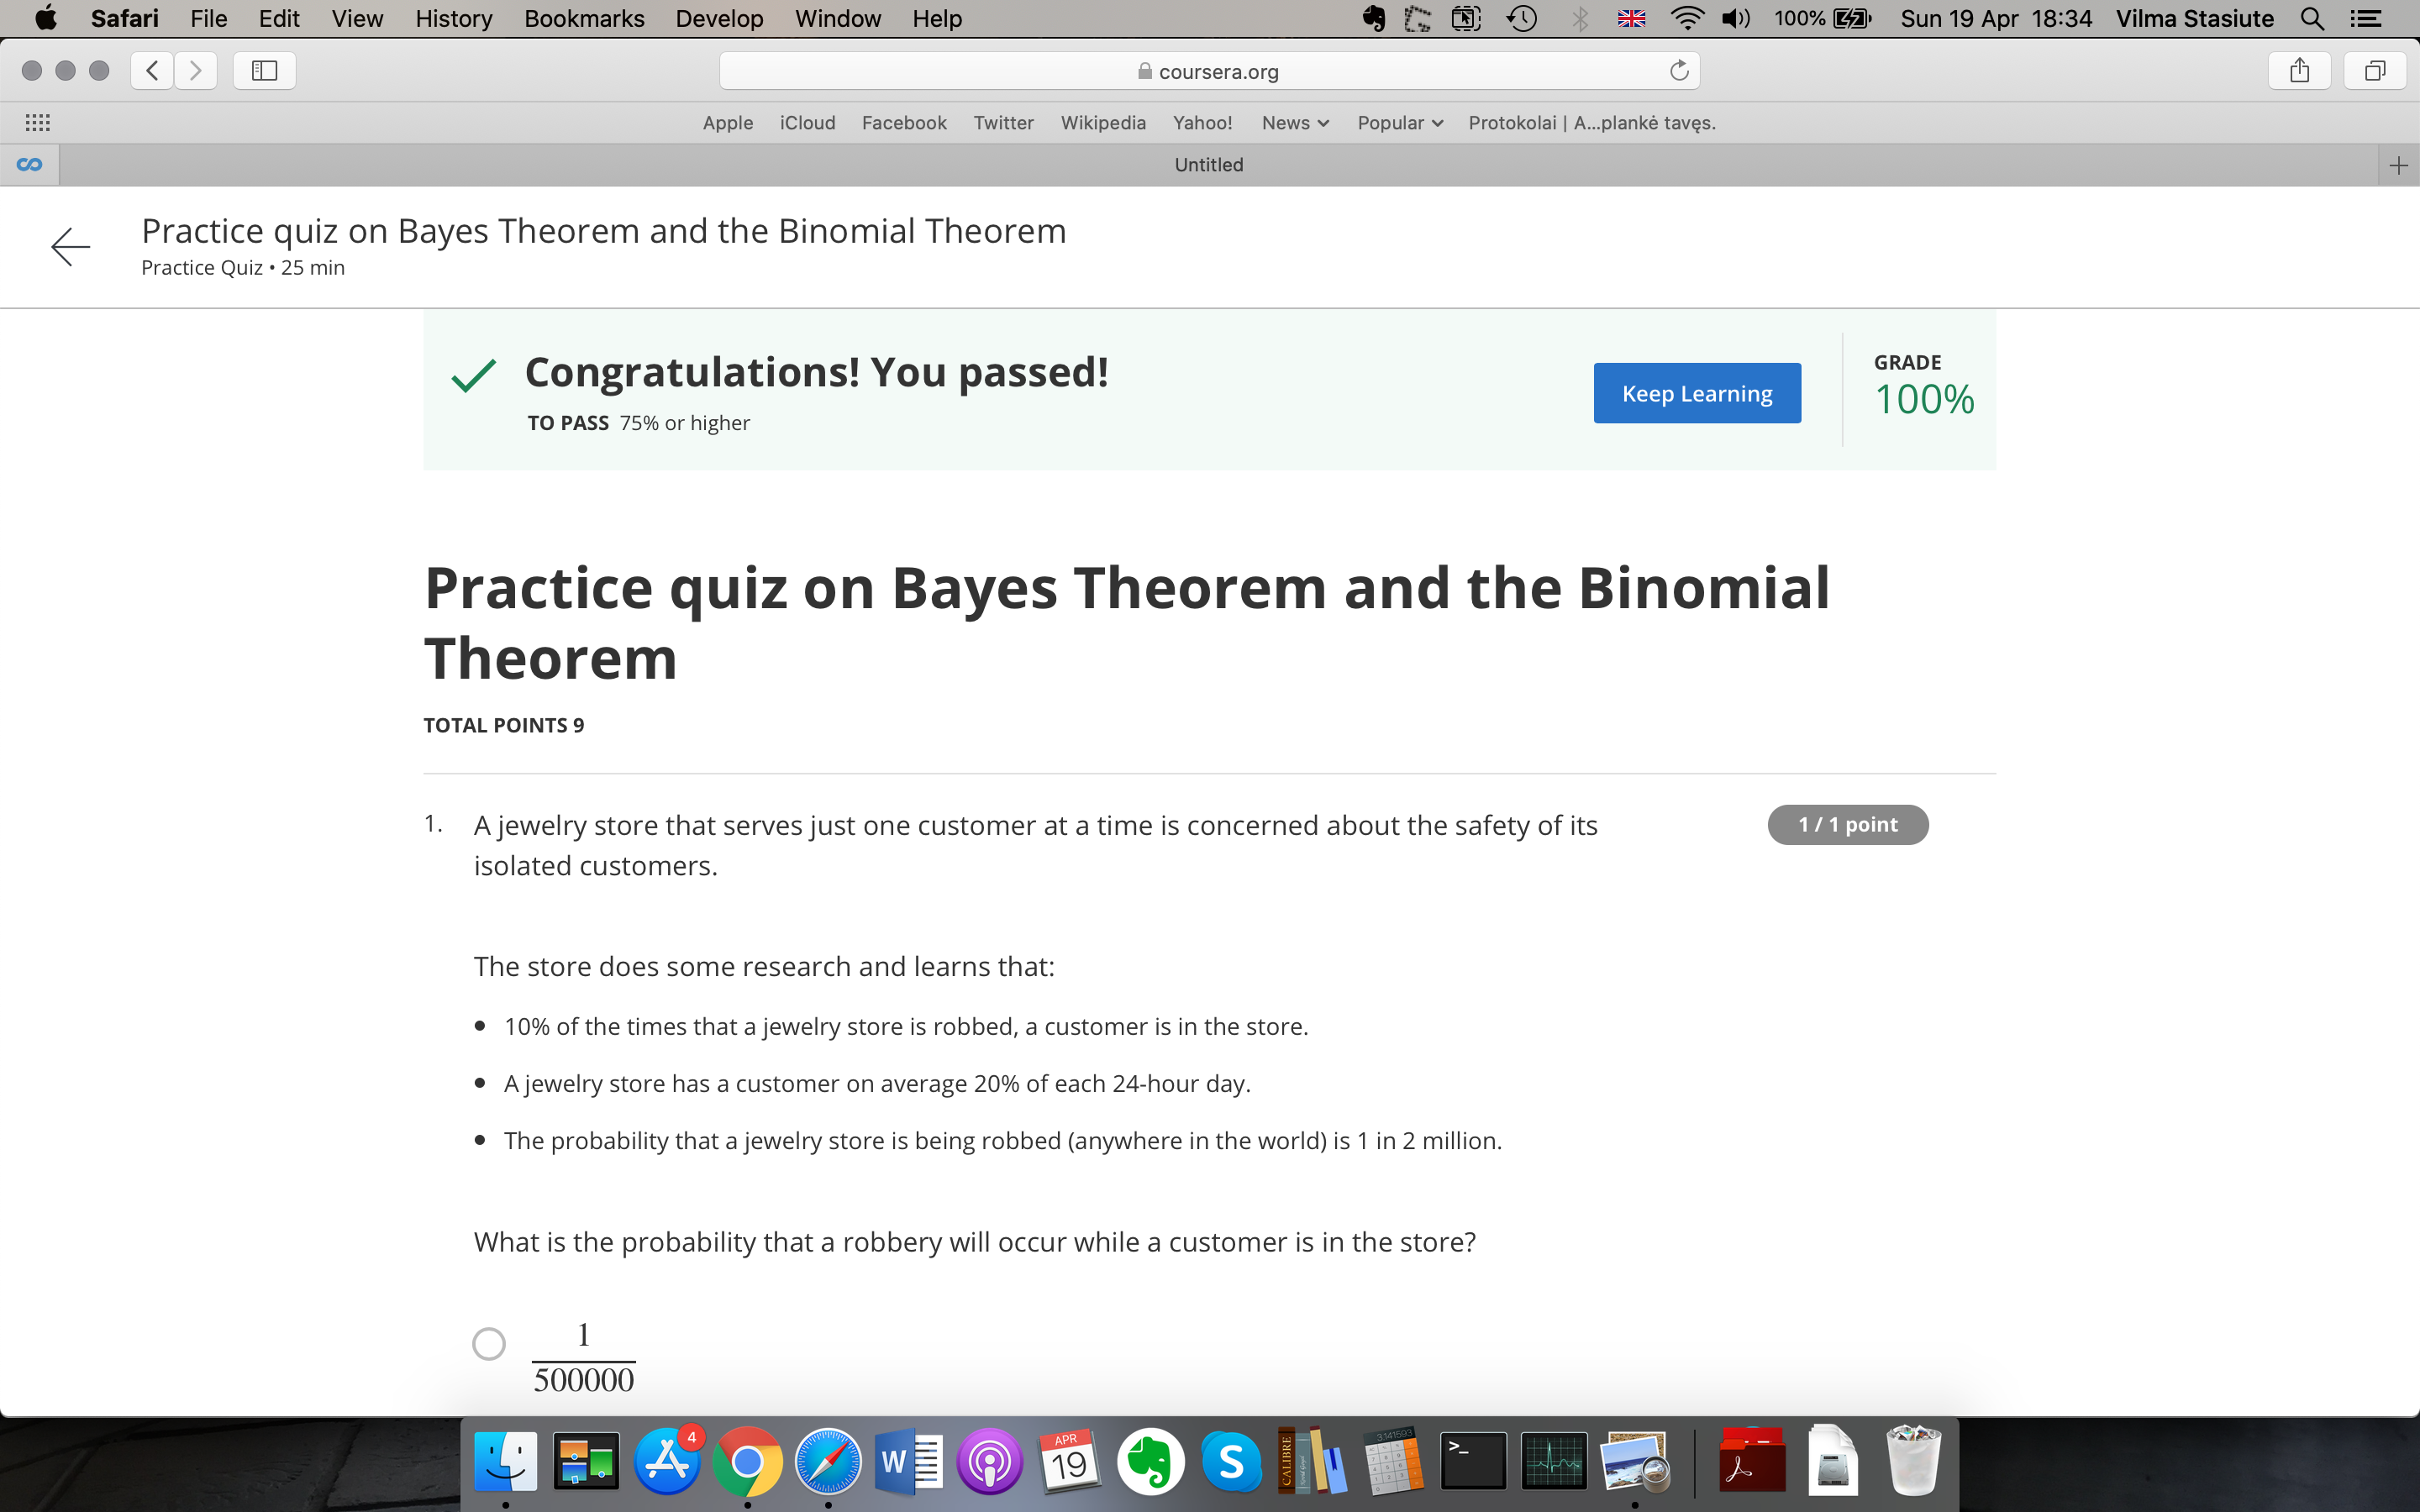 Safari File Edit View History Bookmarks Develop Window Help 100% Sun 19 Apr 18:34 Vilma Stasiute
coursera.org
Apple iCloud Facebook Twitter Wikipedia Yahoo! News Popular Protokolai | A...plankė tavęs.
Untitled
Practice quiz on Bayes Theorem and the Binomial Theorem
Practice Quiz • 25 min
Congratulations! You passed!
TO PASS 75% or higher
Keep Learning
GRADE
100%
Practice quiz on Bayes Theorem and the Binomial
Theorem
TOTAL POINTS 9
1. A jewelry store that serves just one customer at a time is concerned about the safety of its
isolated customers.
1 / 1 point
The store does some research and learns that:
• 10% of the times that a jewelry store is robbed, a customer is in the store.
• A jewelry store has a customer on average 20% of each 24-hour day.
• The probability that a jewelry store is being robbed (anywhere in the world) is 1 in 2 million.
What is the probability that a robbery will occur while a customer is in the store?
1
500000
4
W
APR
19
S
CALIBRE
3.141593
>_